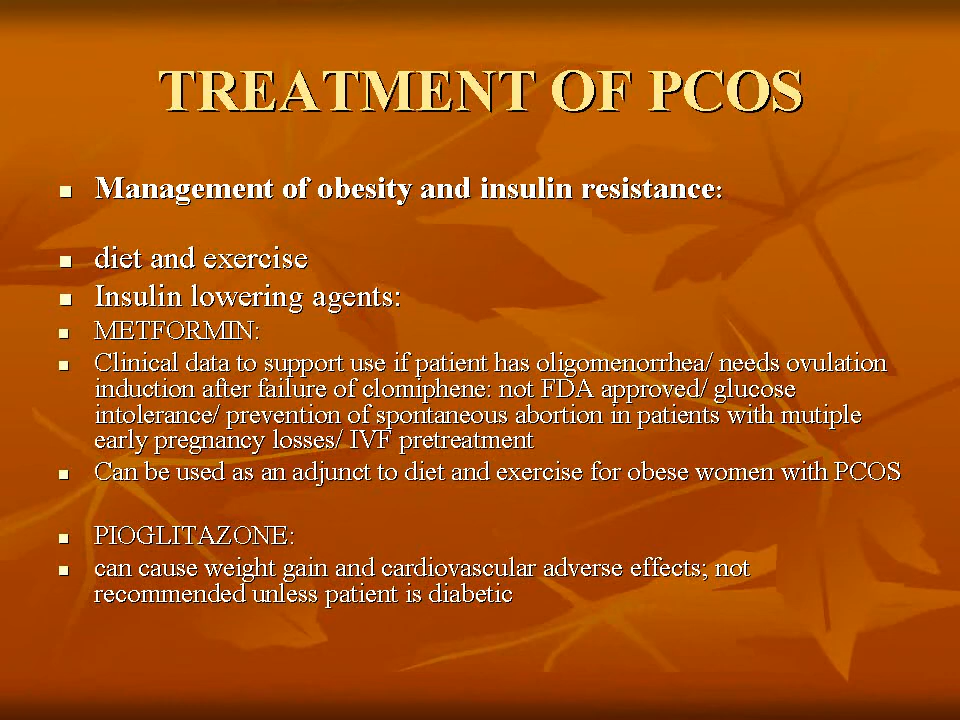 TREATMENT OF PCOS
Management of obesity and insulin resistance:
diet and exercise
Insulin lowering agents:
METFORMIN:
Clinical data to support use if patient has oligomenorrhea/ needs ovulation
induction after failure of clomiphene: not FDA approved/ glucose
intolerance/ prevention of spontaneous abortion in patients with mutiple
early pregnancy losses/ IVF pretreatment
Can be used as an adjunct to diet and exercise for obese women with PCOS
PIOGLITAZONE:
can cause weight gain and cardiovascular adverse effects; not
recommended unless patient is diabetic